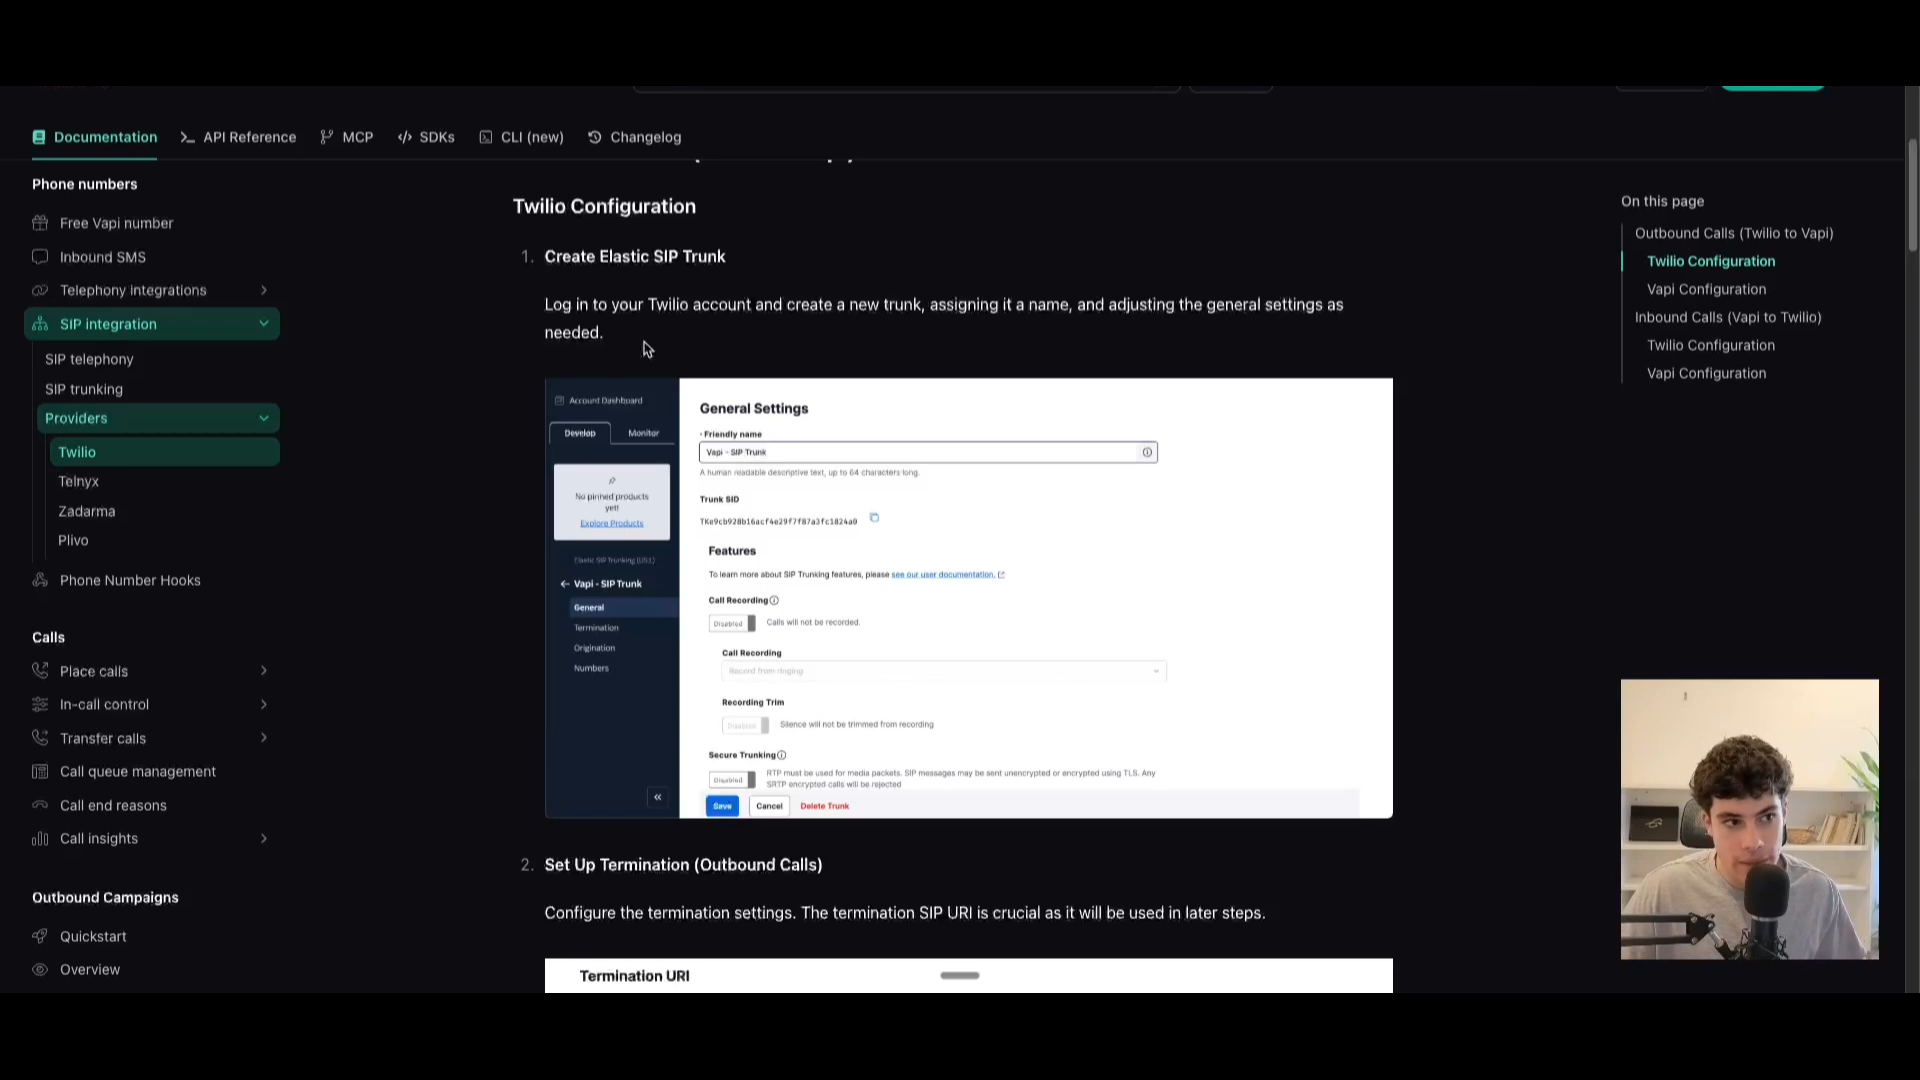 Documentation
API Reference
MCP
SDKs
CLI (new)
Changelog
Phone numbers
Free Vapi number
Inbound SMS
Telephony integrations
SIP integration
SIP telephony
SIP trunking
Providers
Twilio
Telnyx
Zadarma
Plivo
Phone Number Hooks
Calls
Place calls
In-call control
Transfer calls
Call queue management
Call end reasons
Call insights
Outbound Campaigns
Quickstart
Overview
Twilio Configuration
1. Create Elastic SIP Trunk
Log in to your Twilio account and create a new trunk, assigning it a name, and adjusting the general settings as
needed.
Account Dashboard
Develop
Monitor
No pinned products
yet!
Explore Products
Elastic SIP Trunking (US1)
Vapi - SIP Trunk
General
Termination
Origination
Numbers
General Settings
Friendly name
Vapi - SIP Trunk
A human readable descriptive text, up to 64 characters long.
Trunk SID
TKe9cb928b16acf4e29f7f87a3fc1824a0
Features
To learn more about SIP Trunking features, please see our user documentation.
Call Recording
Disabled
Calls will not be recorded.
Call Recording
Record from ringing
Recording Trim
Disabled
Silence will not be trimmed from recording
Secure Trunking
Disabled
RTP must be used for media packets. SIP messages may be sent unencrypted or encrypted using TLS. Any
SRTP encrypted calls will be rejected
Save
Cancel
Delete Trunk
2. Set Up Termination (Outbound Calls)
Configure the termination settings. The termination SIP URI is crucial as it will be used in later steps.
Termination URI
On this page
Outbound Calls (Twilio to Vapi)
Twilio Configuration
Vapi Configuration
Inbound Calls (Vapi to Twilio)
Twilio Configuration
Vapi Configuration